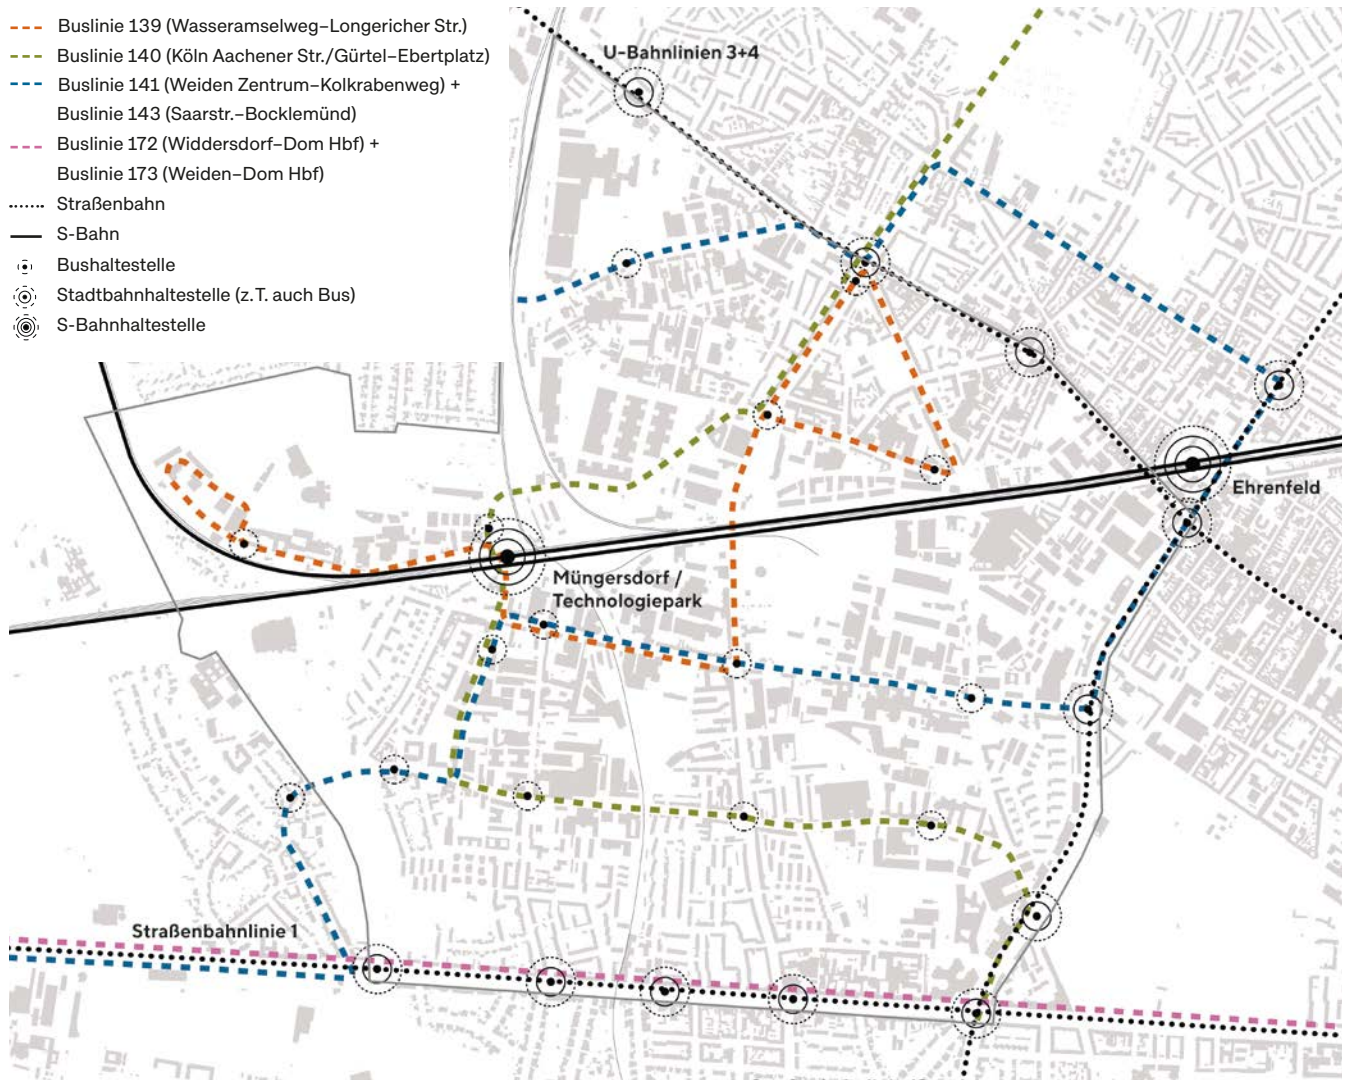 Buslinie 139 (Wasseramselweg–Longericher Str.)
Buslinie 140 (Köln Aachener Str./Gürtel–Ebertplatz)
Buslinie 141 (Weiden Zentrum–Kolkrabenweg) +
Buslinie 143 (Saarstr.–Bocklemünd)
Buslinie 172 (Widdersdorf–Dom Hbf) +
Buslinie 173 (Weiden–Dom Hbf)
Straßenbahn
S-Bahn
Bushaltestelle
Stadtbahnhaltestelle (z.T. auch Bus)
S-Bahnhaltestelle
U-Bahnlinien 3+4
Ehrenfeld
Müngersdorf /
Technologiepark
Straßenbahnlinie 1